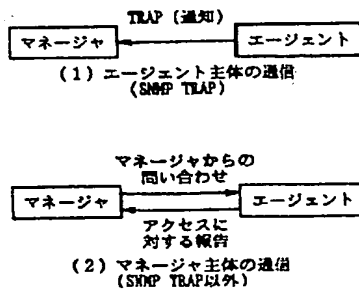 TRAP (通知)
マネージャ
エージェント
(1) エージェント主体の通信
(SNMP TRAP)
マネージャからの
問い合わせ
マネージャ
エージェント
アクセスに
対する報告
(2) マネージャ主体の通信
(SNMP TRAP以外)